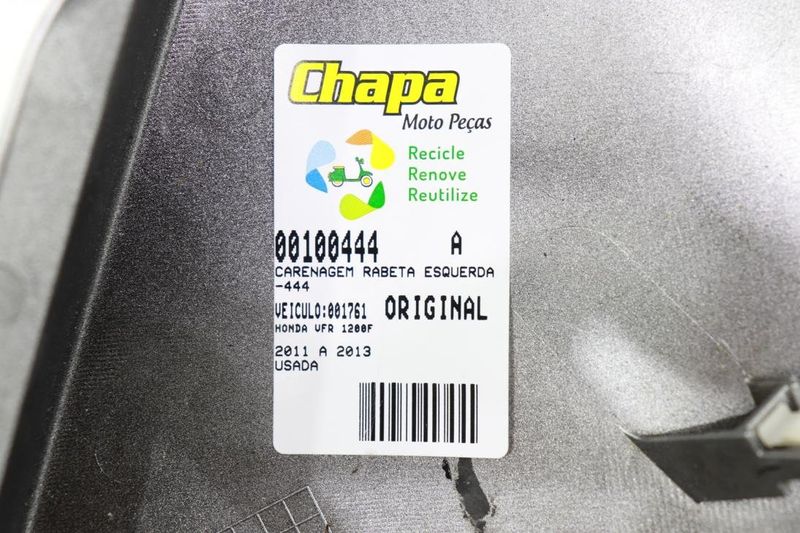 Chapa
Moto Peças
Recicle
Renove
Reutilize
00100444 A
CARENAGEM RABETA ESQUERDA
-444
VEICULO:001761 ORIGINAL
HONDA VFR 1200F
2011 A 2013
USADA